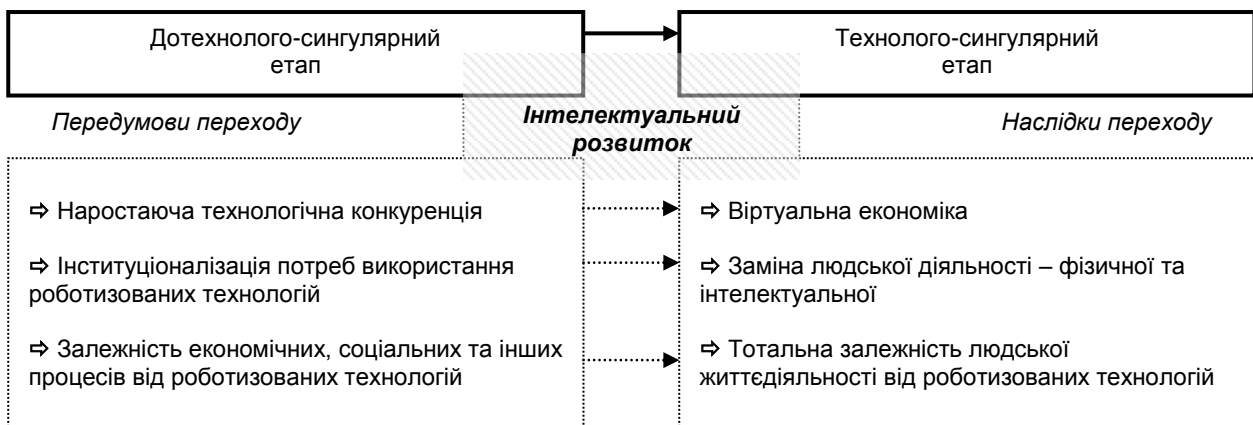 Дотехнолого-сингулярний
етап
Технолого-сингулярний
етап
Передумови переходу
Інтелектуальний
розвиток
Наслідки переходу
⇨ Наростаюча технологічна конкуренція
⇨ Інституціоналізація потреб використання
роботизованих технологій
⇨ Залежність економічних, соціальних та інших
процесів від роботизованих технологій
⇨ Віртуальна економіка
⇨ Заміна людської діяльності – фізичної та
інтелектуальної
⇨ Тотальна залежність людської
життєдіяльності від роботизованих технологій